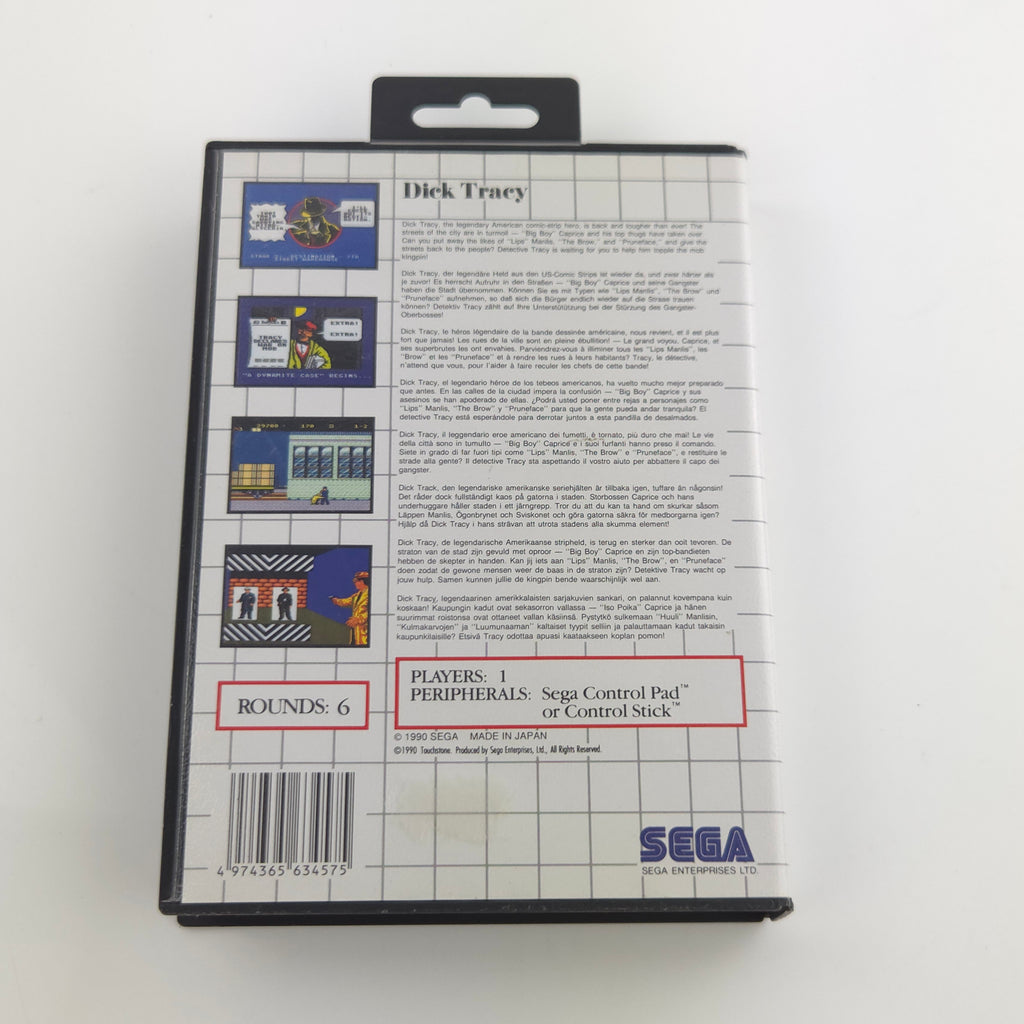 Dick Tracy
Dick Tracy, the legendary American comic-strip hero, is back and tougher than ever! The
streets of the city are in turmoil — "Big Boy" Caprice and his top thugs have taken over.
Can you put away the likes of "Lips" Manlis, "The Brow," and "Pruneface," and give the
streets back to the people? Detective Tracy is waiting for you to help him topple the mob
kingpin!
Dick Tracy, der legendäre Held aus den US-Comic Strips ist wieder da, und zwar härter als
je zuvor! Es herrscht Aufruhr in den Straßen — "Big Boy" Caprice und seine Gangster
haben die Stadt übernommen. Können Sie es mit Typen wie "Lips Manlis", "The Brow" und
"Pruneface" aufnehmen, so daß sich die Bürger endlich wieder auf die Strasse trauen
können? Detektiv Tracy zählt auf Ihre Unterstützung bei der Stürzung des Gangster-
Oberbosses!
Dick Tracy, le héros légendaire de la bande dessinée américaine, nous revient, et il est plus
fort que jamais! Les rues de la ville sont en pleine ébullition! — Le grand voyou, Caprice, et
ses superbrutes les ont envahies. Parviendrez-vous à illiminer tous les "Lips Manlis", les
"Brow" et les "Pruneface" et à rendre les rues à leurs habitants? Tracy, le détective,
n'attend que vous, pour l'aider à faire reculer les chefs de cette bande!
Dick Tracy, el legendario héroe de los tebeos americanos, ha vuelto mucho mejor preparado
que antes. En las calles de la ciudad impera la confusión — "Big Boy" Caprice y sus
asesinos se han apoderado de ellas. ¿Podrá usted poner entre rejas a personajes como
"Lips" Manlis, "The Brow" y "Pruneface" para que la gente pueda andar tranquila? El
detective Tracy está esperándole para derrotar juntos a esta pandilla de desalmados.
Dick Tracy, il leggendario eroe americano dei fumetti, è tornato, più duro che mai! Le vie
della città sono in tumulto — "Big Boy" Caprice e i suoi furfanti hanno preso il comando.
Siete in grado di far fuori tipi come "Lips" Manlis, "The Brow" e "Pruneface", e restituire le
strade alla gente? Il detective Tracy sta aspettando il vostro aiuto per abbattere il capo dei
gangster.
Dick Track, den legendariske amerikanske seriehjälten är tillbaka igen, tuffare än någonsin!
Det råder dock fullständigt kaos på gatorna i staden. Storbossen Caprice och hans
underhuggare håller staden i ett järngrepp. Tror du att du kan ta hand om skurkar såsom
Läppen Manlis, Ögonbrynet och Sviskonet och göra gatorna säkra för medborgarna igen?
Hjälp då Dick Tracy i hans strävan att utrota stadens alla skumma element!
Dick Tracy, de legendarische Amerikaanse stripheld, is terug en sterker dan ooit tevoren. De
straton van de stad zijn gevuld met oproor — "Big Boy" Caprice en zijn top-bandieten
hebben de skepter in handen. Kan jij iets aan "Lips" Manlis, "The Brow", en "Pruneface"
doen zodat de gewone mensen weer de baas in de straton zijn? Detektive Tracy wacht op
jouw hulp. Samen kunnen jullie de kingpin bende waarschijnlijk wel aan.
Dick Tracy, legendaarinen amerikkalaisten sarjakuvien sankari, on palannut kovempana kuin
koskaan! Kaupungin kadut ovat sekasorron vallassa — "Iso Poika" Caprice ja hänen
suurimmat roistonsa ovat ottaneet vallan käsiinsä. Pystytkö sulkemaan "Huuli" Manlisin,
"Kulmakarvojen" ja "Luumunaaman" kaltaiset tyypit selliin ja palauttamaan kadut takaisin
kaupunkilaisille? Etsivä Tracy odottaa apuasi kaataakseen koplan pomon!
EXTRA!
EXTRA!
TRACY
DECLARES
WAR ON
MOB
"A DYNAMITE CASE" BEGINS...
29700 - 170 1-2
ROUNDS: 6
PLAYERS: 1
PERIPHERALS: Sega Control Pad™
or Control Stick™
© 1990 SEGA MADE IN JAPAN
©1990 Touchstone. Produced by Sega Enterprises, Ltd., All Rights Reserved.
4 974365 634575
SEGA
SEGA ENTERPRISES LTD.